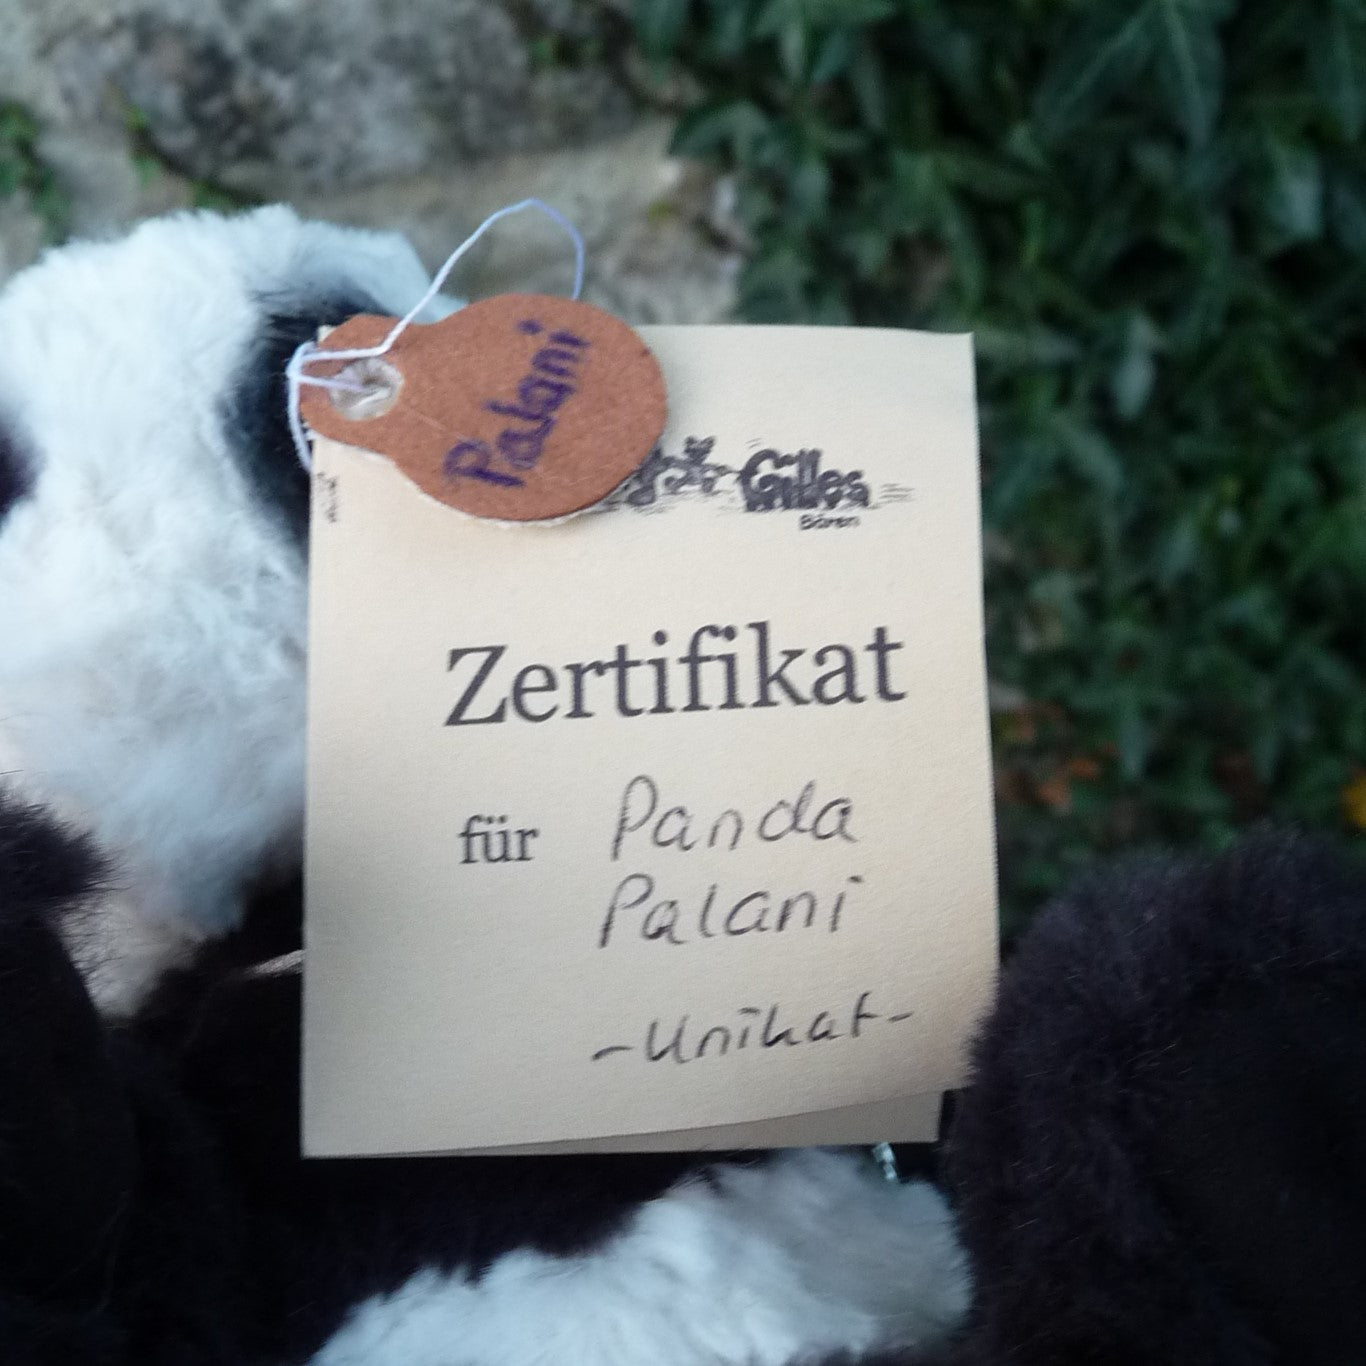 Palani
Gilles
Bären
Zertifikat
für Panda
Palani
-Unikat-